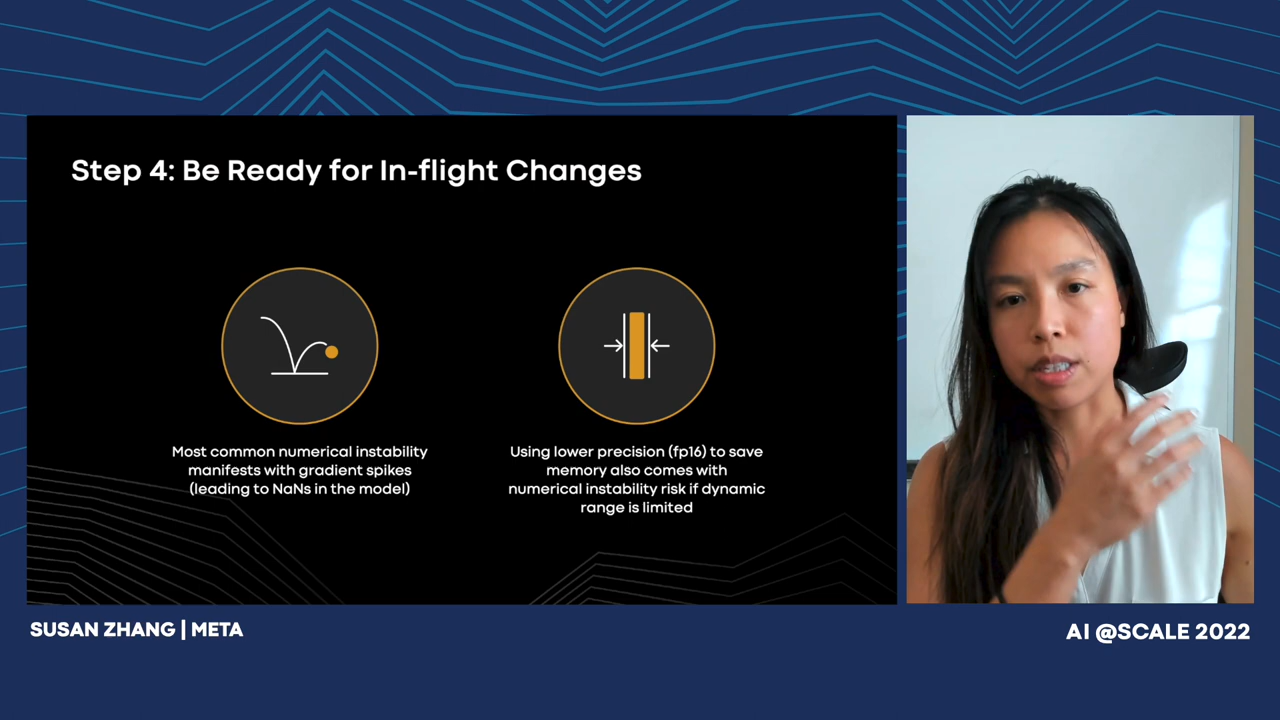 Step 4: Be Ready for In-flight Changes
Most common numerical instability
manifests with gradient spikes
(leading to NaNs in the model)
Using lower precision (fp16) to save
memory also comes with
numerical instability risk if dynamic
range is limited
SUSAN ZHANG | META
AI @SCALE 2022